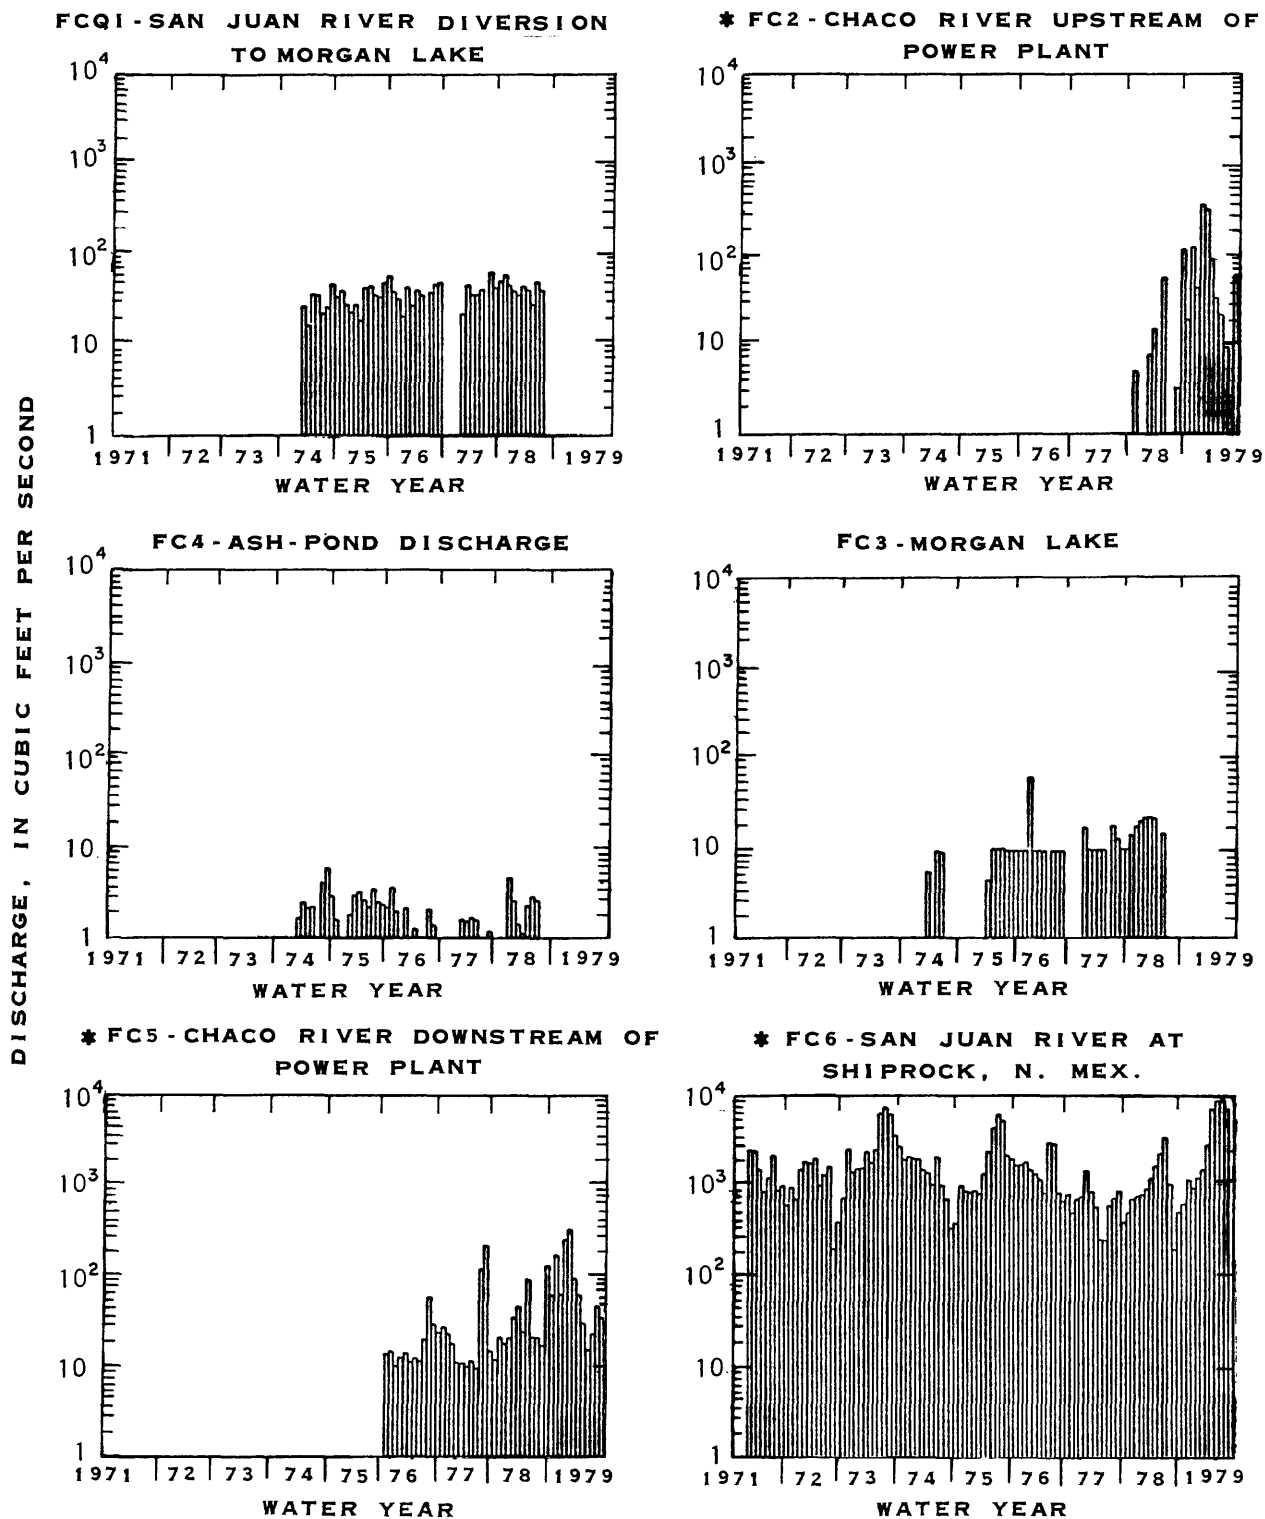 FCQ1-SAN JUAN RIVER DIVERSION
TO MORGAN LAKE
10⁴
10³
10²
10
1
1971 72 73 74 75 76 77 78 1979
WATER YEAR
* FC2-CHACO RIVER UPSTREAM OF
POWER PLANT
10⁴
10³
10²
10
1
1971 72 73 74 75 76 77 78 1979
WATER YEAR
DISCHARGE, IN CUBIC FEET PER SECOND
FC4-ASH-POND DISCHARGE
10⁴
10³
10²
10
1
1971 72 73 74 75 76 77 78 1979
WATER YEAR
FC3-MORGAN LAKE
10⁴
10³
10²
10
1
1971 72 73 74 75 76 77 78 1979
WATER YEAR
* FC5-CHACO RIVER DOWNSTREAM OF
POWER PLANT
10⁴
10³
10²
10
1
1971 72 73 74 75 76 77 78 1979
WATER YEAR
* FC6-SAN JUAN RIVER AT
SHIPROCK, N. MEX.
10⁴
10³
10²
10
1
1971 72 73 74 75 76 77 78 1979
WATER YEAR